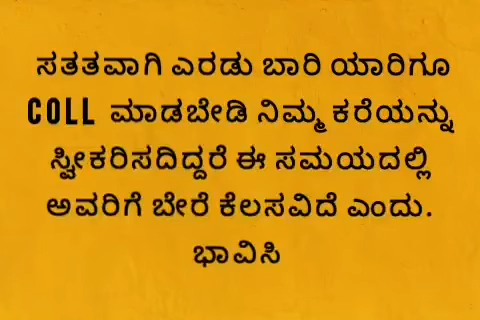 ಸತತವಾಗಿ ಎರಡು ಬಾರಿ ಯಾರಿಗೂ
COLL ಮಾಡಬೇಡಿ ನಿಮ್ಮ ಕರೆಯನ್ನು
ಸ್ವೀಕರಿಸದಿದ್ದರೆ ಈ ಸಮಯದಲ್ಲಿ
ಅವರಿಗೆ ಬೇರೆ ಕೆಲಸವಿದೆ ಎಂದು.
ಭಾವಿಸಿ